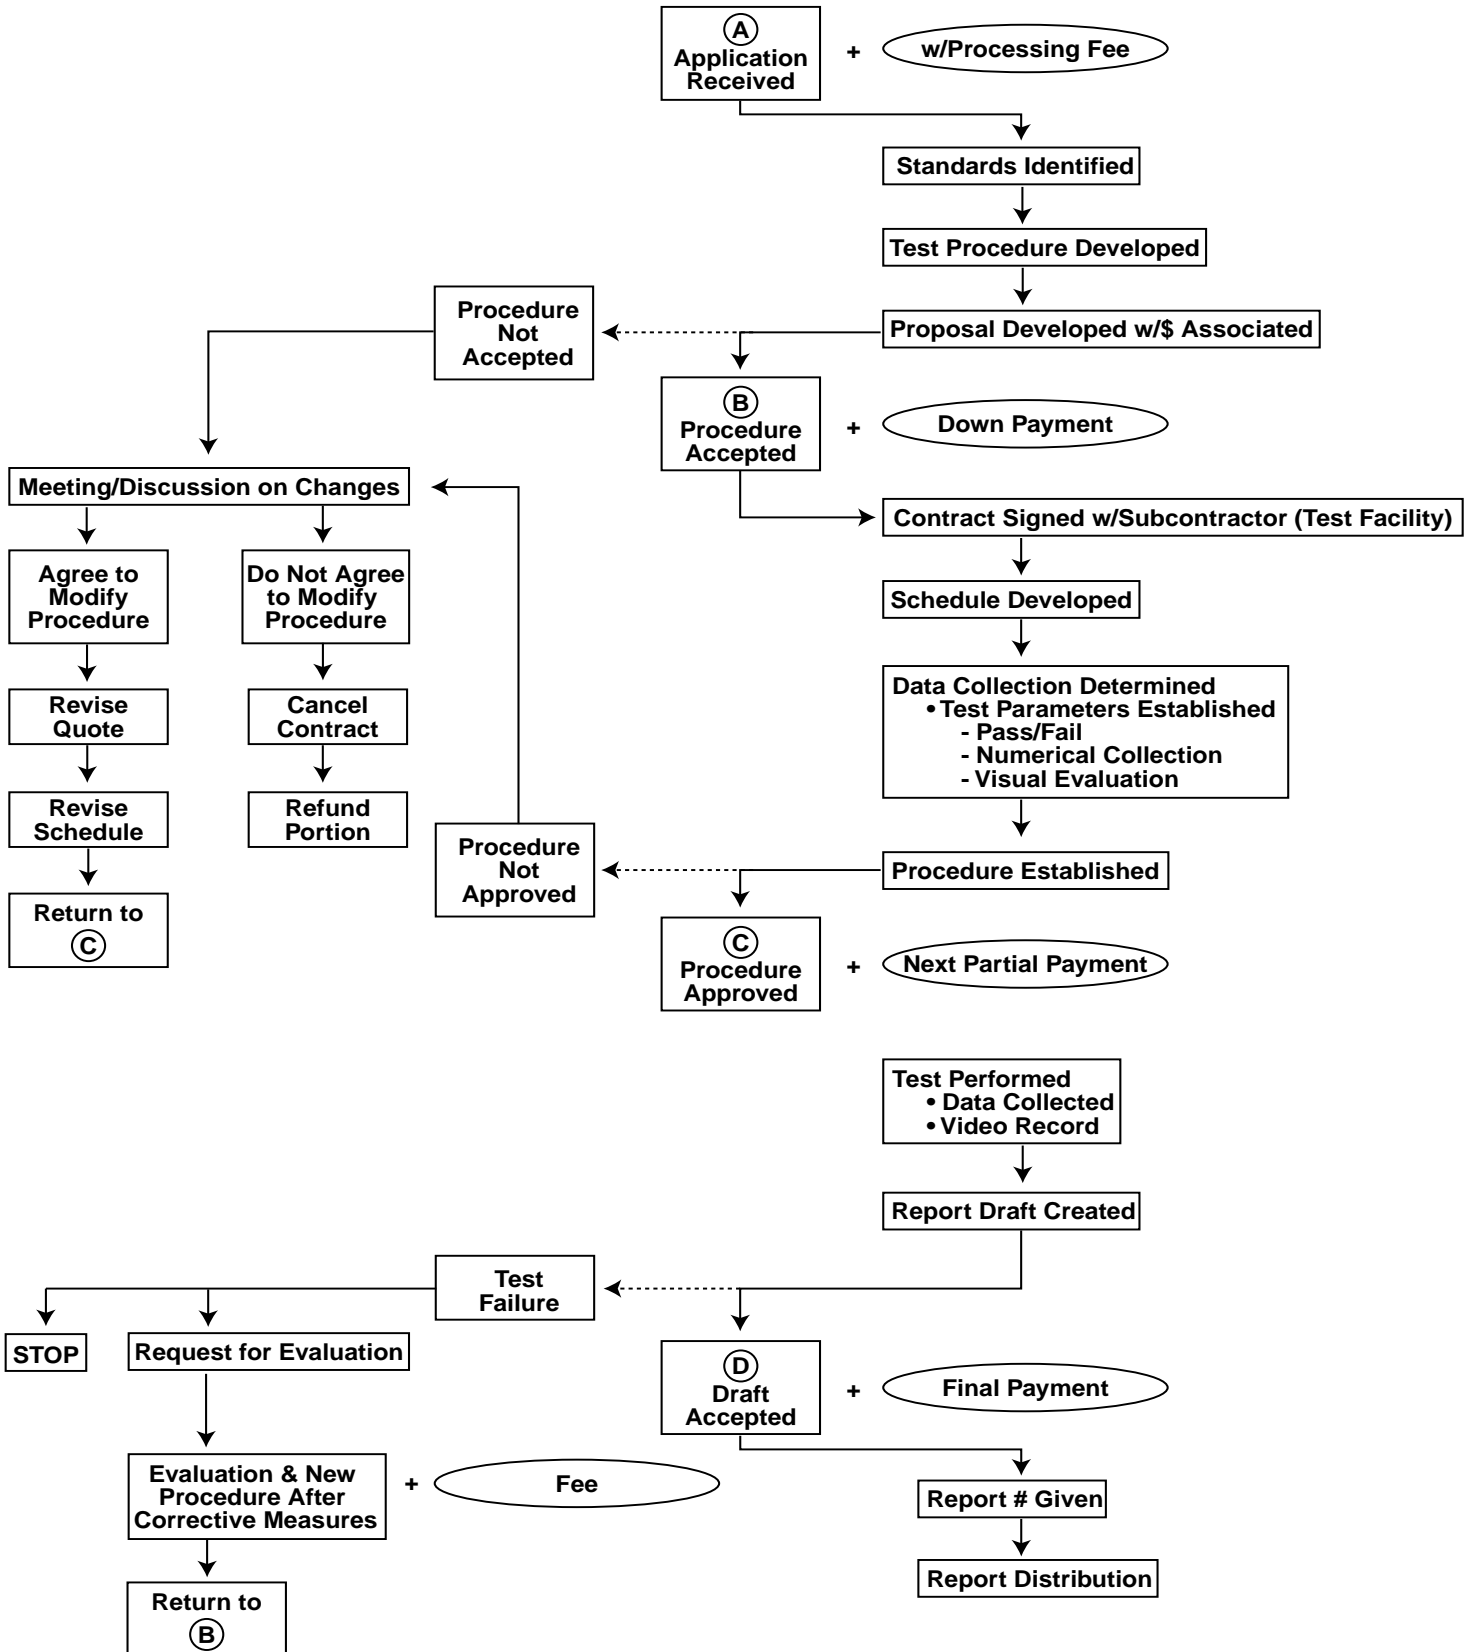 A
Application
Received
+
w/Processing Fee
Standards Identified
Test Procedure Developed
Proposal Developed w/$ Associated
Procedure
Not
Accepted
B
Procedure
Accepted
+
Down Payment
Meeting/Discussion on Changes
Contract Signed w/Subcontractor (Test Facility)
Agree to
Modify
Procedure
Do Not Agree
to Modify
Procedure
Schedule Developed
Revise
Quote
Cancel
Contract
Data Collection Determined
• Test Parameters Established
- Pass/Fail
- Numerical Collection
- Visual Evaluation
Revise
Schedule
Refund
Portion
Procedure
Not
Approved
Procedure Established
Return to
C
C
Procedure
Approved
+
Next Partial Payment
Test Performed
• Data Collected
• Video Record
Report Draft Created
Test
Failure
STOP
Request for Evaluation
D
Draft
Accepted
+
Final Payment
Evaluation & New
Procedure After
Corrective Measures
+
Fee
Report # Given
Report Distribution
Return to
B